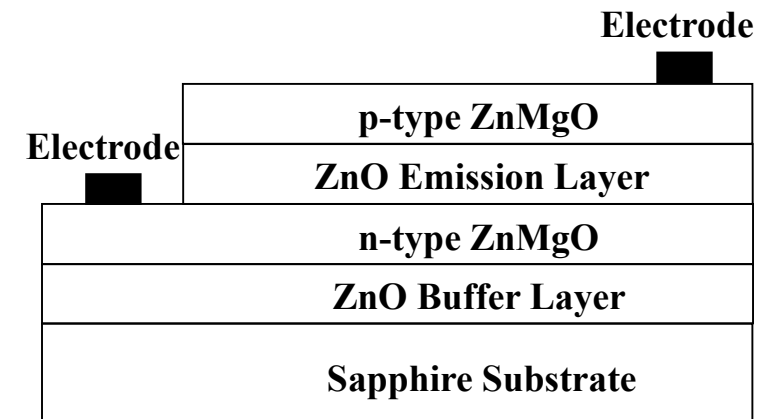 Electrode
p-type ZnMgO
Electrode
ZnO Emission Layer
n-type ZnMgO
ZnO Buffer Layer
Sapphire Substrate